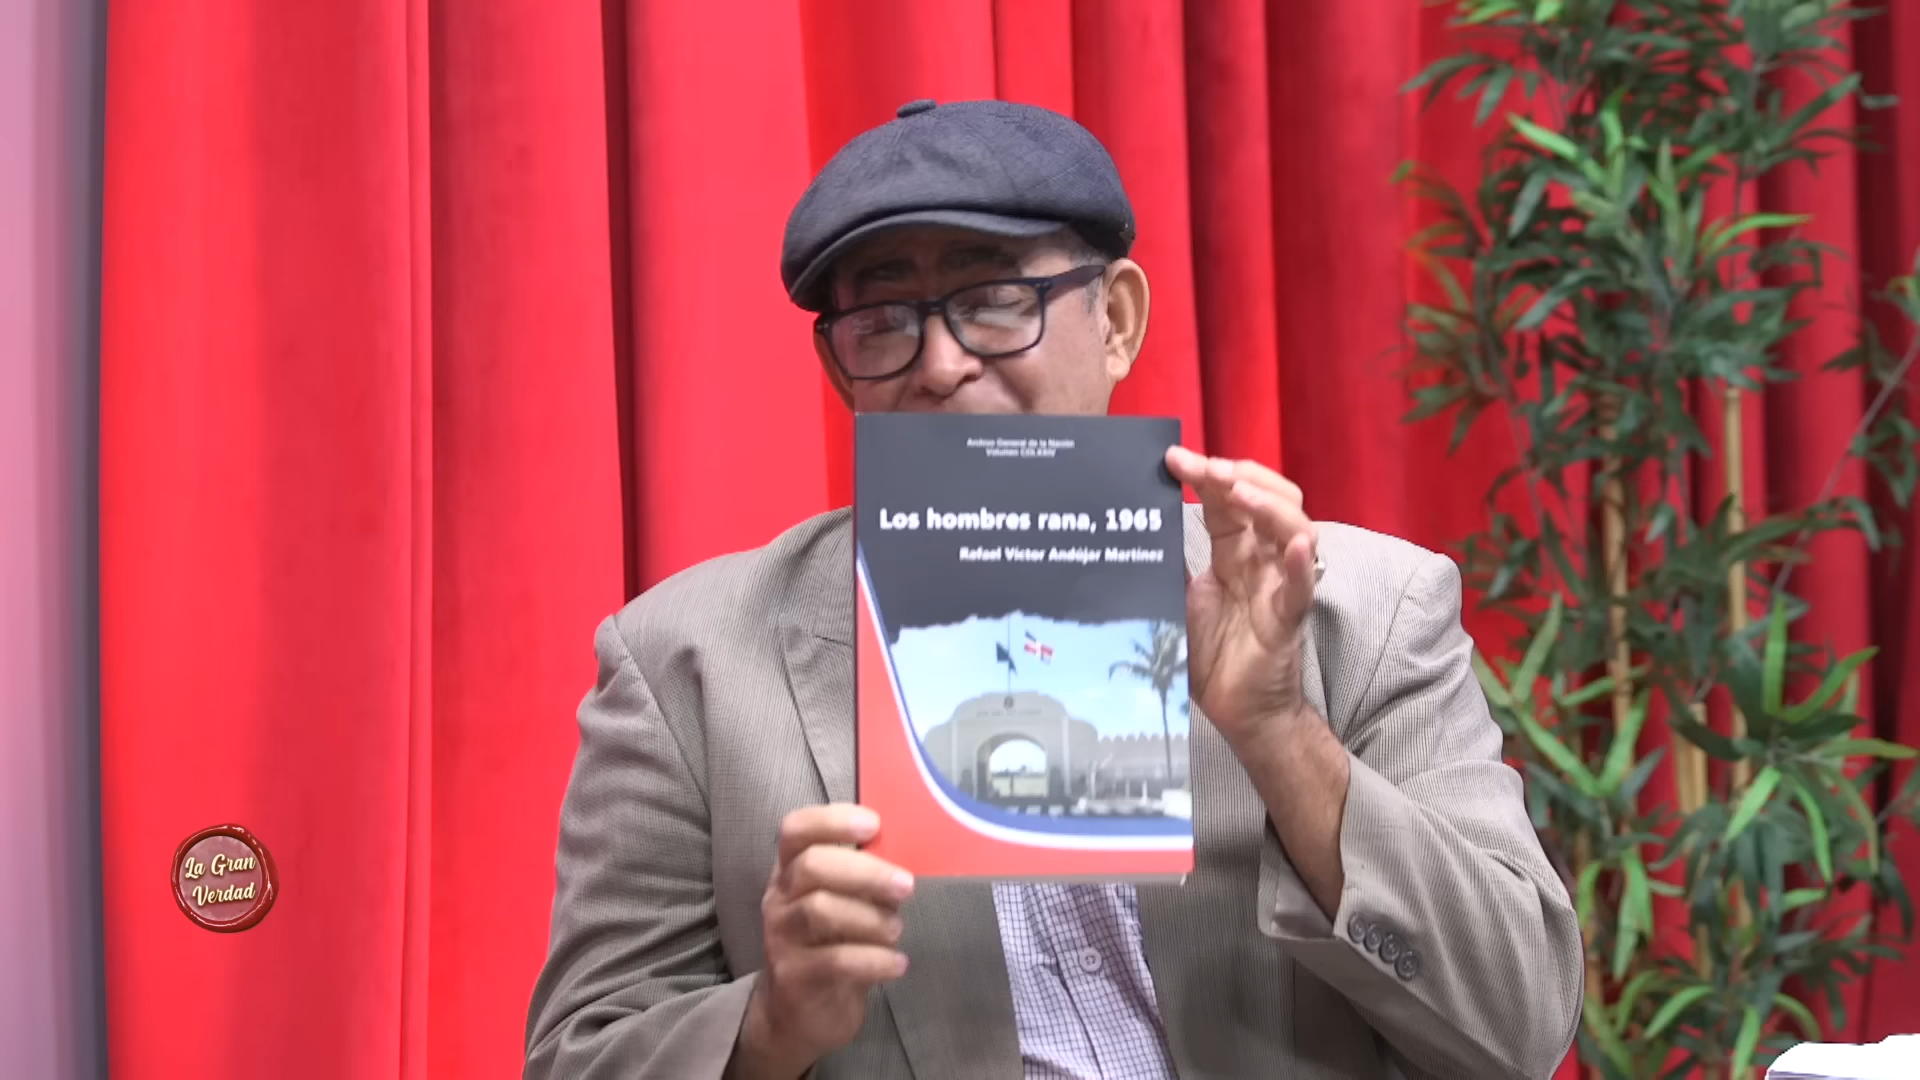 Archivo General de la Nación
Los hombres rana, 1965
Rafael Víctor Andújar Martínez
La Gran
Verdad